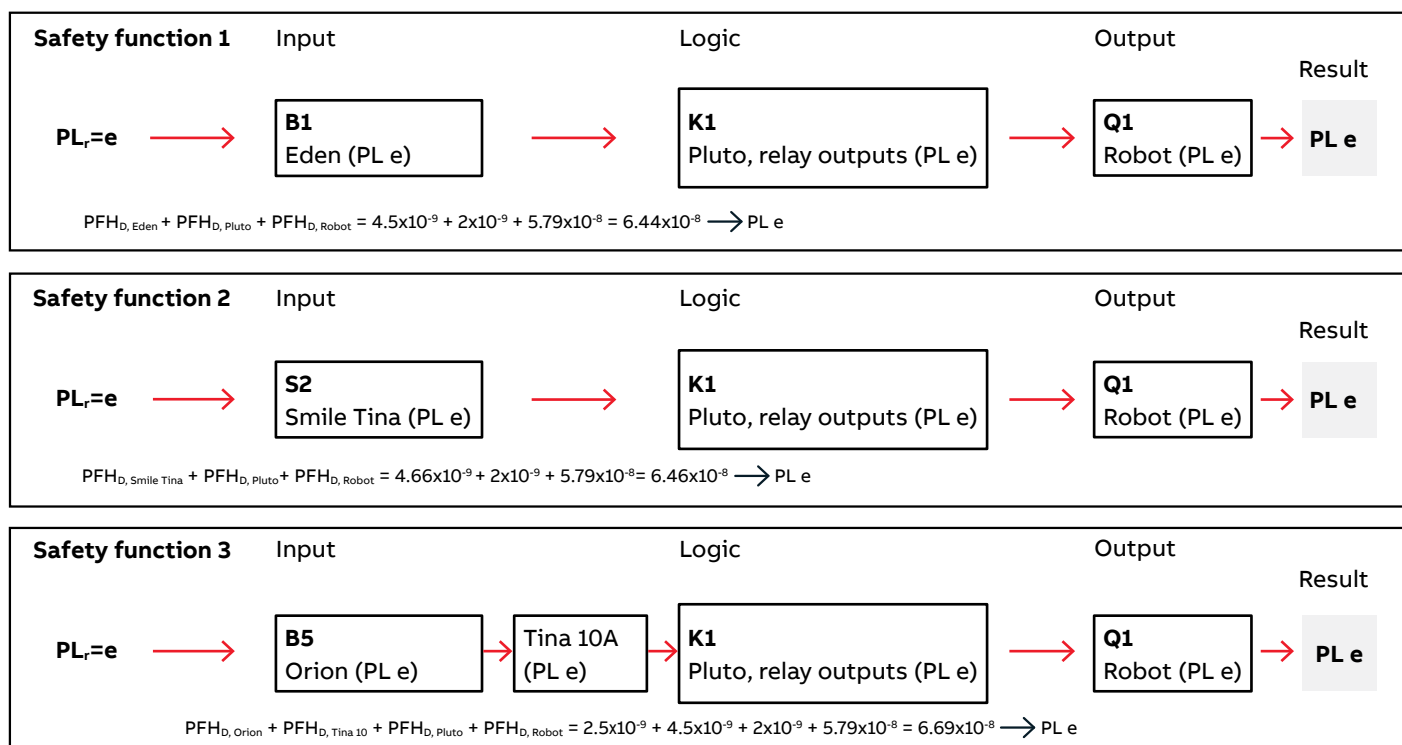 Safety function 1 Input Logic Output
Result
PLr=e
B1
Eden (PL e)
K1
Pluto, relay outputs (PL e)
Q1
Robot (PL e)
PL e
PFHD, Eden + PFHD, Pluto + PFHD, Robot = 4.5x10-9 + 2x10-9 + 5.79x10-8 = 6.44x10-8 → PL e
Safety function 2 Input Logic Output
Result
PLr=e
S2
Smile Tina (PL e)
K1
Pluto, relay outputs (PL e)
Q1
Robot (PL e)
PL e
PFHD, Smile Tina + PFHD, Pluto+ PFHD, Robot = 4.66x10-9 + 2x10-9 + 5.79x10-8= 6.46x10-8 → PL e
Safety function 3 Input Logic Output
Result
PLr=e
B5
Orion (PL e)
Tina 10A
(PL e)
K1
Pluto, relay outputs (PL e)
Q1
Robot (PL e)
PL e
PFHD, Orion + PFHD, Tina 10 + PFHD, Pluto + PFHD, Robot = 2.5x10-9 + 4.5x10-9 + 2x10-9 + 5.79x10-8 = 6.69x10-8 → PL e